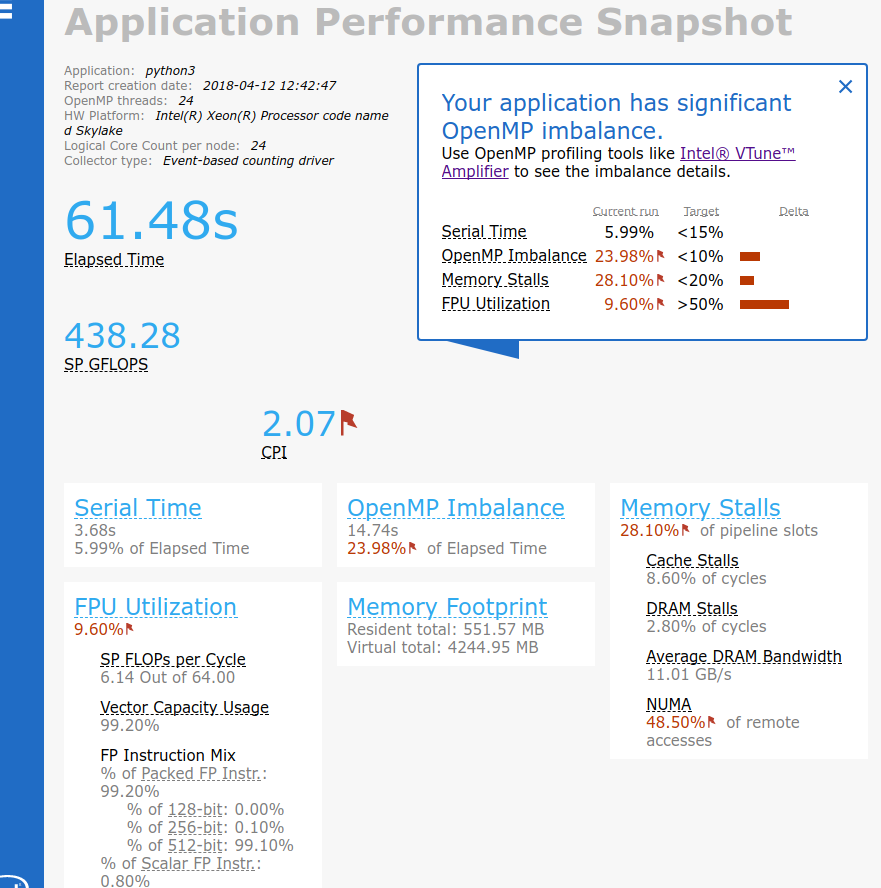 Application Performance Snapshot
Application: python3
Report creation date: 2018-04-12 12:42:47
OpenMP threads: 24
HW Platform: Intel(R) Xeon(R) Processor code name
d Skylake
Logical Core Count per node: 24
Collector type: Event-based counting driver
61.48s
Elapsed Time
438.28
SP GFLOPS
2.07
CPI
Your application has significant
OpenMP imbalance.
Use OpenMP profiling tools like Intel® VTune™
Amplifier to see the imbalance details.
Current run Target Delta
Serial Time 5.99% <15%
OpenMP Imbalance 23.98% <10%
Memory Stalls 28.10% <20%
FPU Utilization 9.60% >50%
Serial Time
3.68s
5.99% of Elapsed Time
OpenMP Imbalance
14.74s
23.98% of Elapsed Time
Memory Stalls
28.10% of pipeline slots
Cache Stalls
8.60% of cycles
DRAM Stalls
2.80% of cycles
Average DRAM Bandwidth
11.01 GB/s
NUMA
48.50% of remote
accesses
FPU Utilization
9.60%
SP FLOPs per Cycle
6.14 Out of 64.00
Vector Capacity Usage
99.20%
FP Instruction Mix
% of Packed FP Instr.:
99.20%
% of 128-bit: 0.00%
% of 256-bit: 0.10%
% of 512-bit: 99.10%
% of Scalar FP Instr.:
0.80%
Memory Footprint
Resident total: 551.57 MB
Virtual total: 4244.95 MB